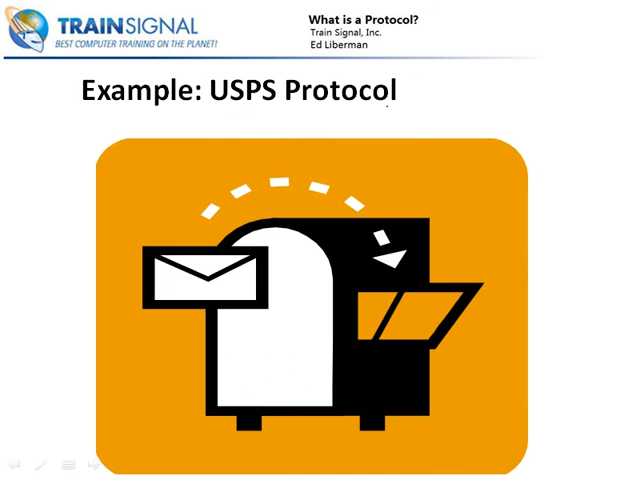 TRAINSIGNAL
BEST COMPUTER TRAINING ON THE PLANET!
What is a Protocol?
Train Signal, Inc.
Ed Liberman
Example: USPS Protocol